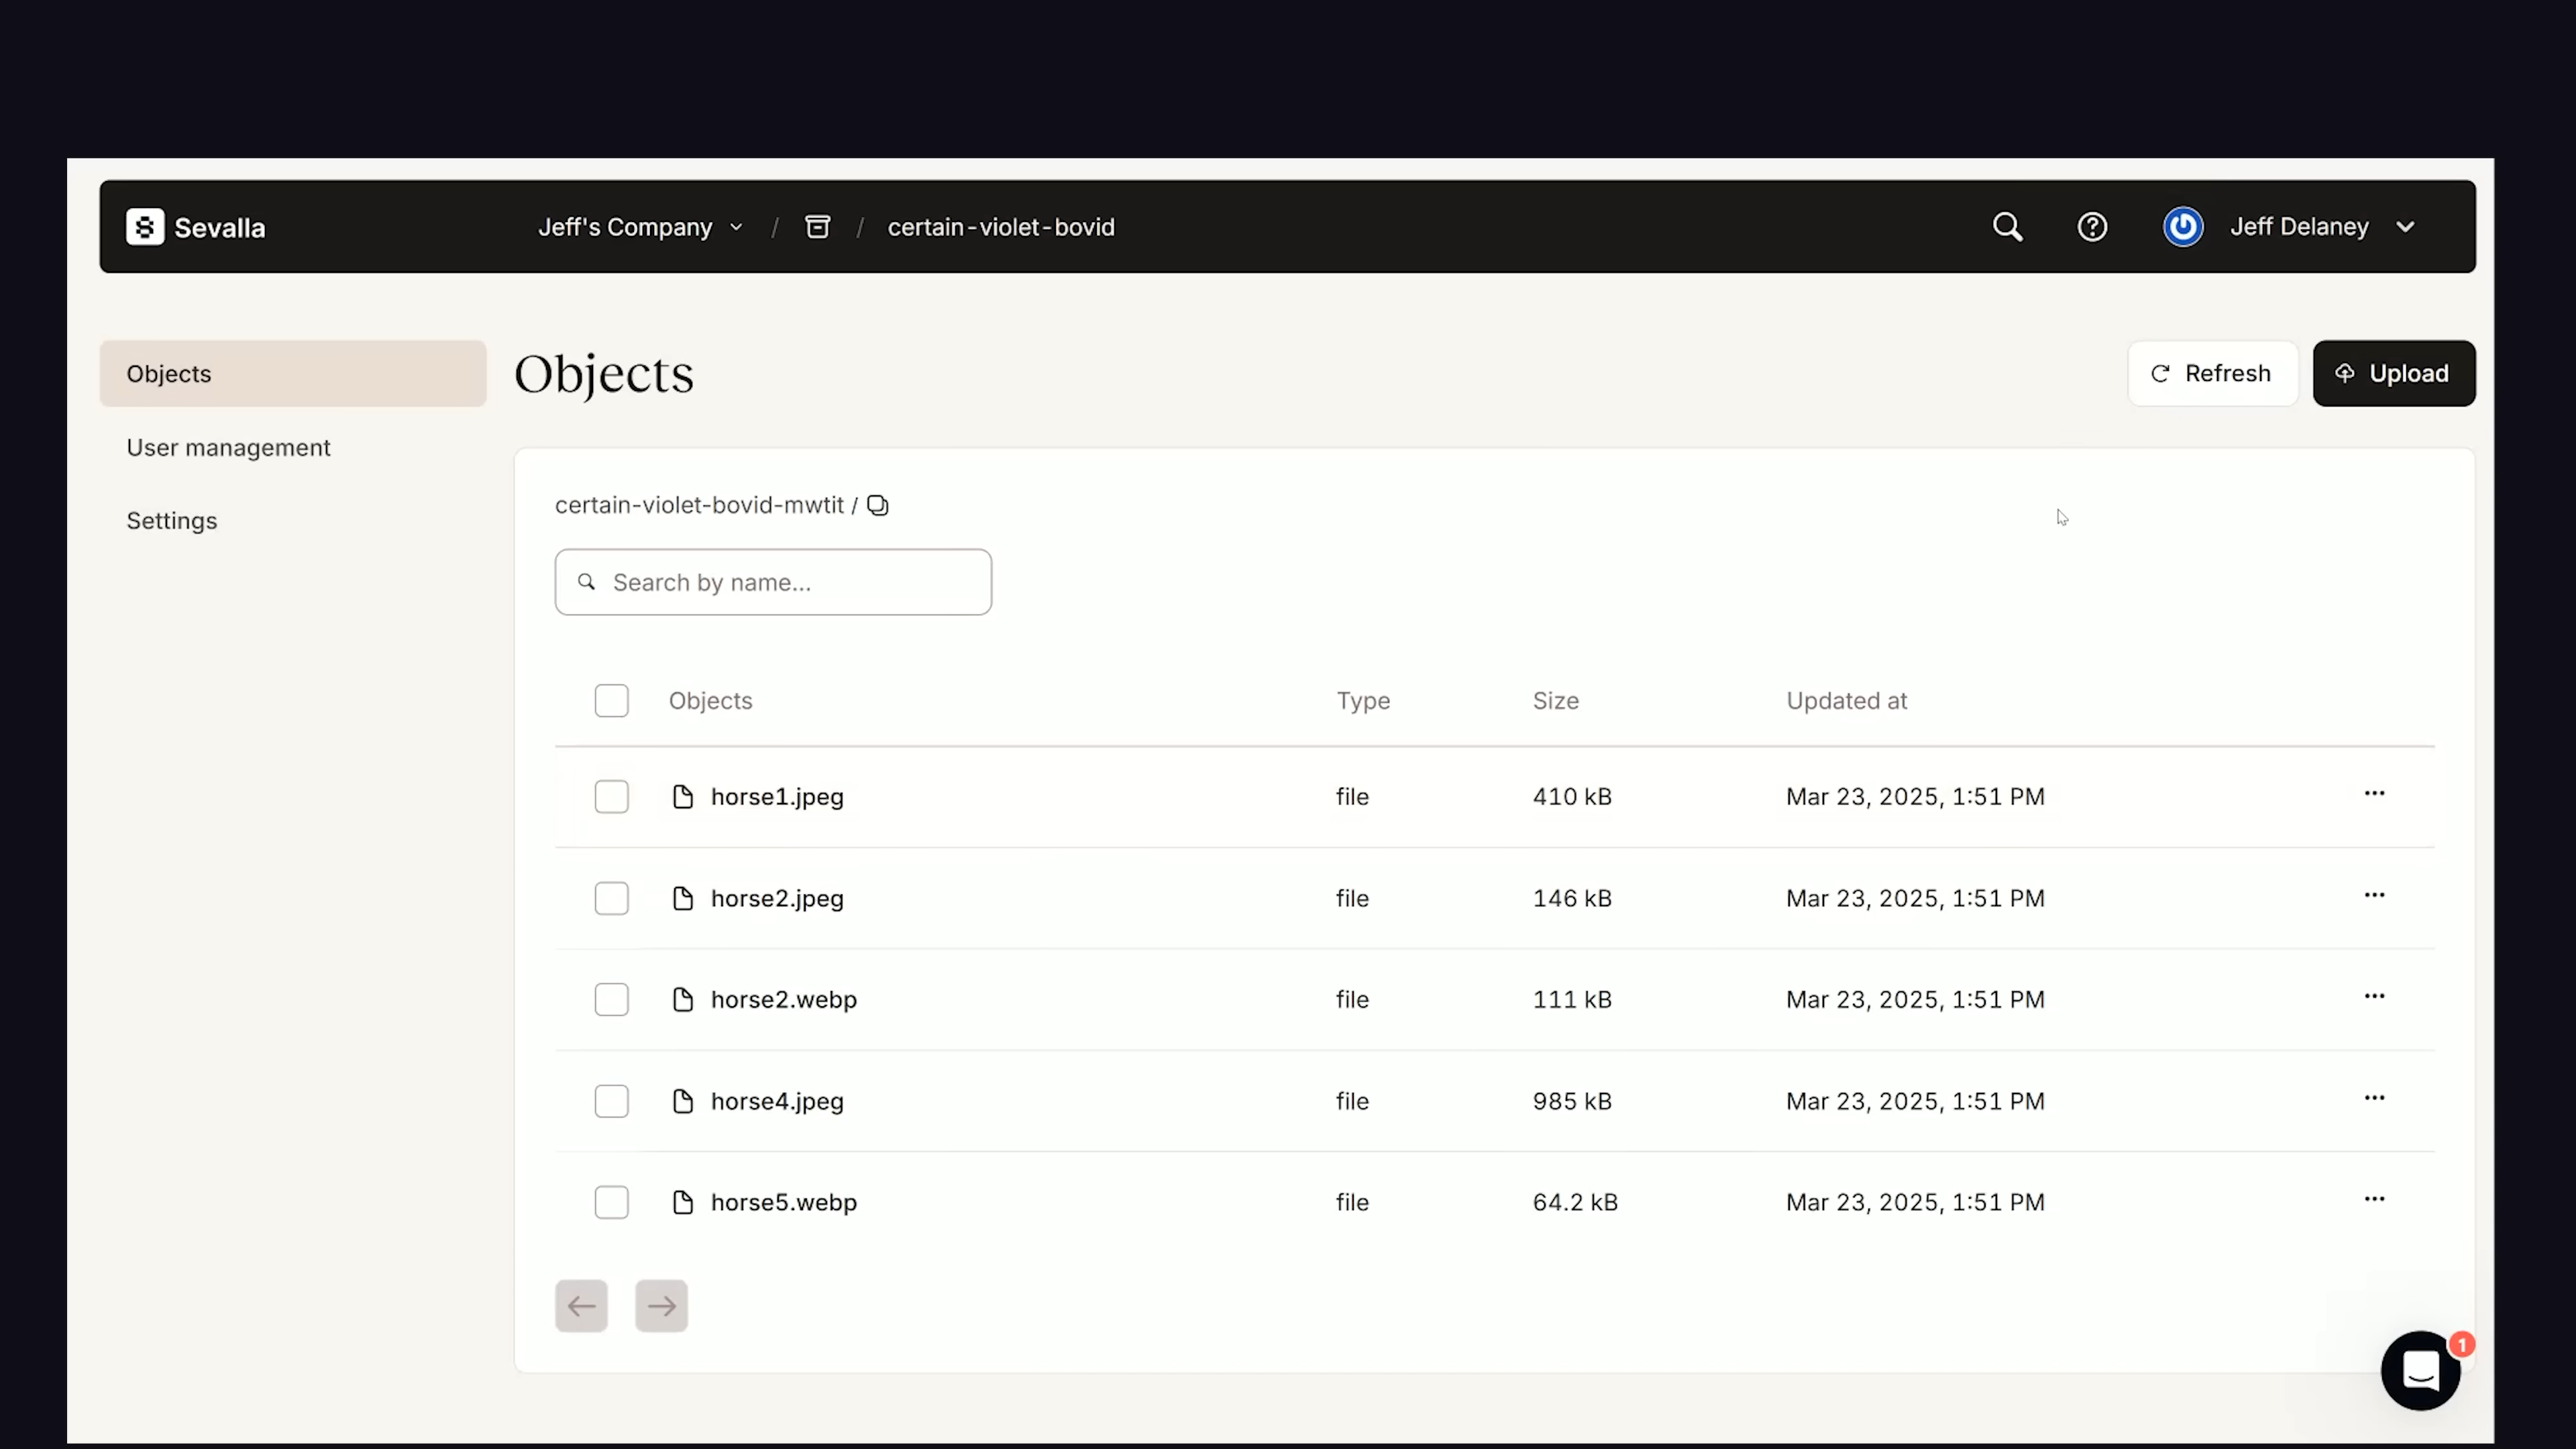 Sevalla
Jeff's Company / / certain-violet-bovid
Jeff Delaney
Objects
User management
Settings
Objects
Refresh
Upload
certain-violet-bovid-mwtit /
Search by name...
Objects Type Size Updated at
horse1.jpeg file 410 kB Mar 23, 2025, 1:51 PM
horse2.jpeg file 146 kB Mar 23, 2025, 1:51 PM
horse2.webp file 111 kB Mar 23, 2025, 1:51 PM
horse4.jpeg file 985 kB Mar 23, 2025, 1:51 PM
horse5.webp file 64.2 kB Mar 23, 2025, 1:51 PM
1